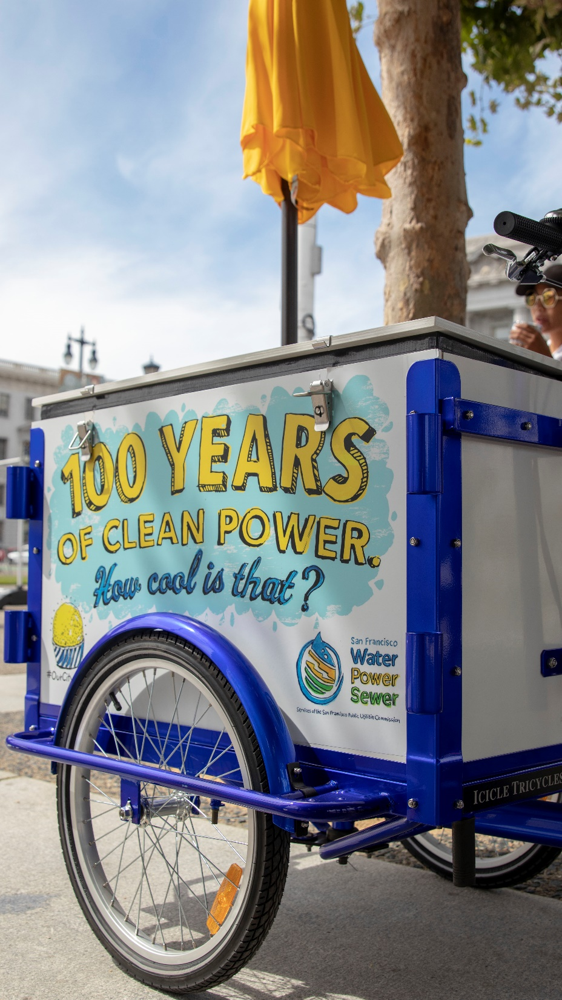 100 YEARS
OF CLEAN POWER.
How cool is that?
#OurCity
San Francisco
Water
Power
Sewer
Services of the San Francisco Public Utilities Commission
ICICLE TRICYCLES